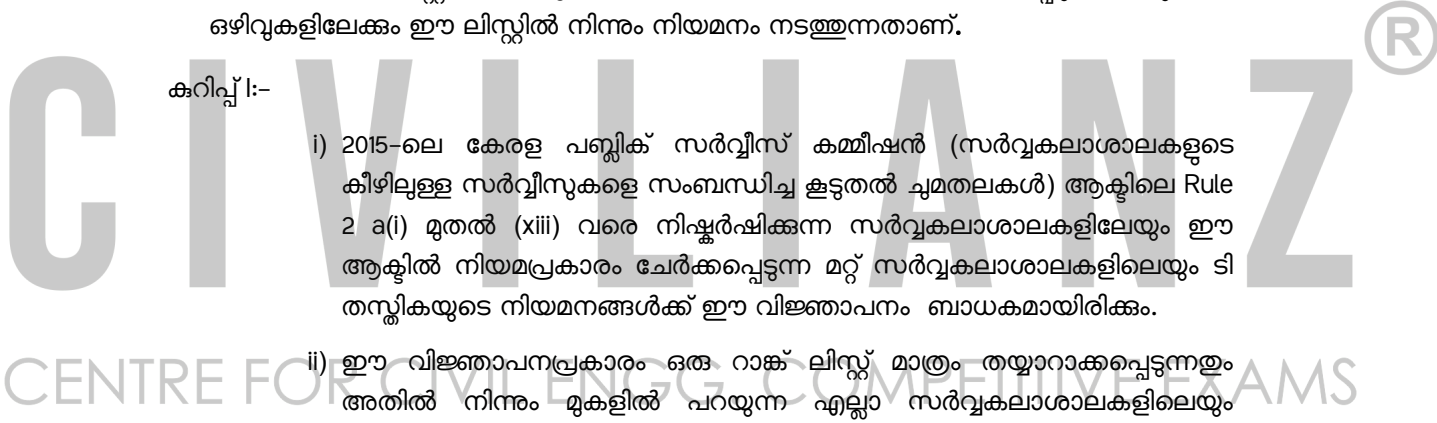 ഒഴിവുകളിലേക്കും ഈ ലിസ്റ്റിൽ നിന്നും നിയമനം നടത്തുന്നതാണ്.
®
CIVILIANZ
കുറിപ്പ് I:-
i) 2015-ലെ കേരള പബ്ലിക് സർവ്വീസ് കമ്മീഷൻ (സർവ്വകലാശാലകളുടെ
കീഴിലുള്ള സർവ്വീസുകളെ സംബന്ധിച്ച കൂടുതൽ ചുമതലകൾ) ആക്ടിലെ Rule
2 a(i) മുതൽ (xiii) വരെ നിഷ്കർഷിക്കുന്ന സർവ്വകലാശാലകളിലേയും ഈ
ആക്ടിൽ നിയമപ്രകാരം ചേർക്കപ്പെടുന്ന മറ്റ് സർവ്വകലാശാലകളിലെയും ടി
തസ്തികയുടെ നിയമനങ്ങൾക്ക് ഈ വിജ്ഞാപനം ബാധകമായിരിക്കും.
ii) ഈ വിജ്ഞാപനപ്രകാരം ഒരു റാങ്ക് ലിസ്റ്റ് മാത്രം തയ്യാറാക്കപ്പെടുന്നതും
CENTRE FOR CIVIL ENGG. COMPETITIVE EXAMS
അതിൽ നിന്നും മുകളിൽ പറയുന്ന എല്ലാ സർവ്വകലാശാലകളിലെയും